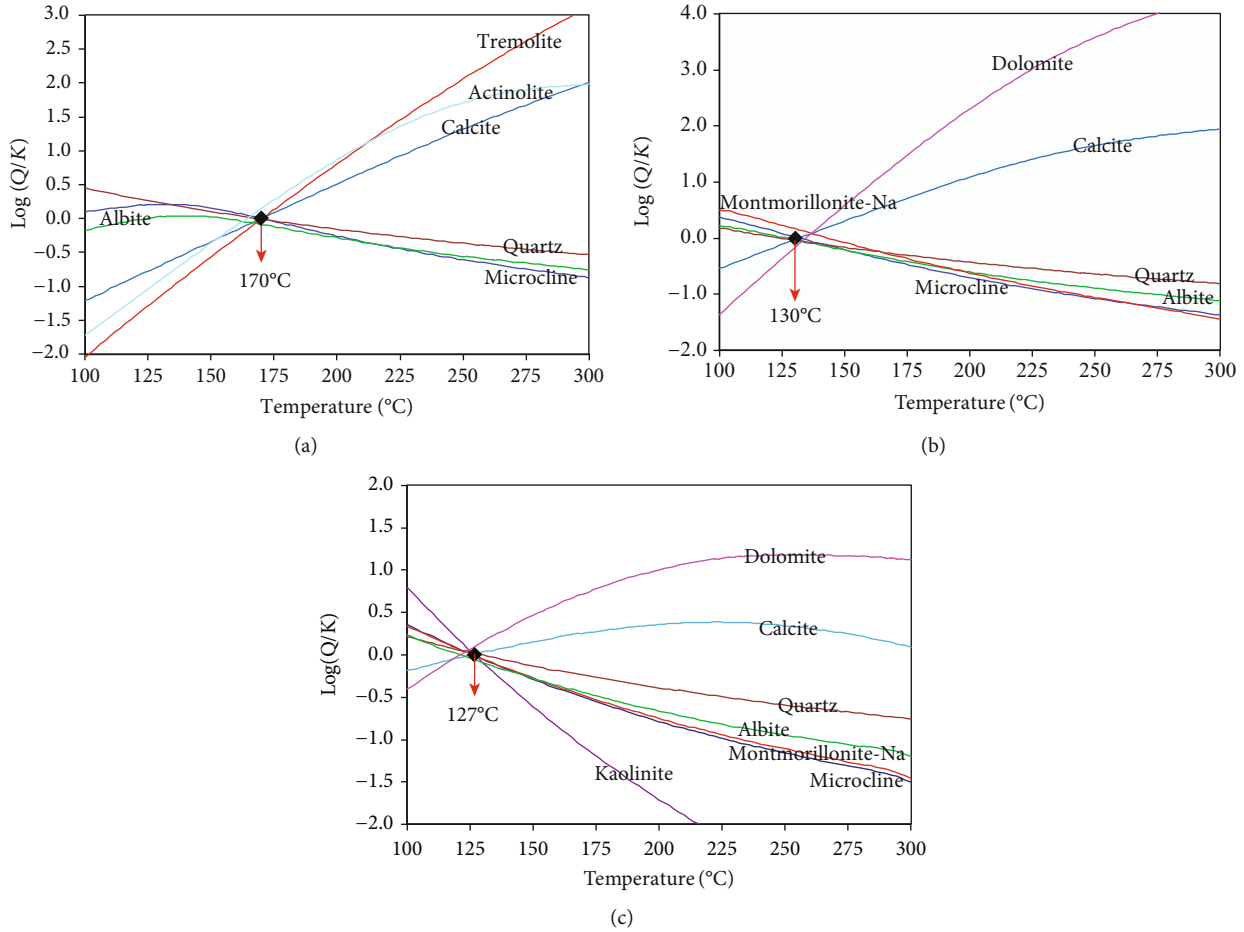 3.0
2.5
2.0
1.5
1.0
0.5
0.0
−0.5
−1.0
−1.5
−2.0
Log (Q/K)
Tremolite
Actinolite
Calcite
Albite
Quartz
Microcline
170°C
100 125 150 175 200 225 250 275 300
Temperature (°C)
(a)
4.0
3.0
2.0
1.0
0.0
−1.0
−2.0
Log (Q/K)
Dolomite
Calcite
Montmorillonite-Na
Quartz
Microcline
Albite
130°C
100 125 150 175 200 225 250 275 300
Temperature (°C)
(b)
2.0
1.5
1.0
0.5
0.0
−0.5
−1.0
−1.5
−2.0
Log(Q/K)
Dolomite
Calcite
Quartz
127°C
Albite
Montmorillonite-Na
Kaolinite
Microcline
100 125 150 175 200 225 250 275 300
Temperature (°C)
(c)